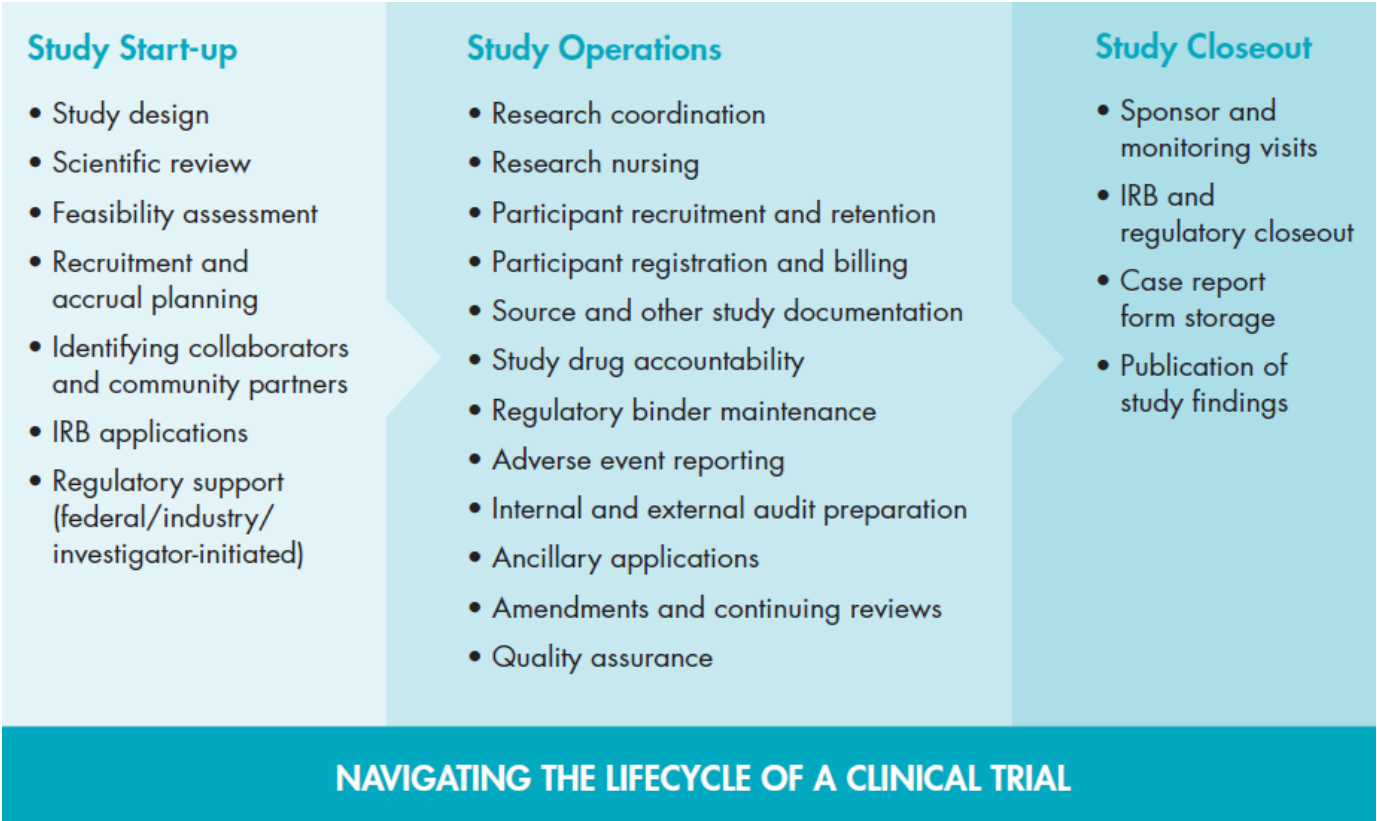 Study Start-up
• Study design
• Scientific review
• Feasibility assessment
• Recruitment and
accrual planning
• Identifying collaborators
and community partners
• IRB applications
• Regulatory support
(federal/industry/
investigator-initiated)
Study Operations
• Research coordination
• Research nursing
• Participant recruitment and retention
• Participant registration and billing
• Source and other study documentation
• Study drug accountability
• Regulatory binder maintenance
• Adverse event reporting
• Internal and external audit preparation
• Ancillary applications
• Amendments and continuing reviews
• Quality assurance
Study Closeout
• Sponsor and
monitoring visits
• IRB and
regulatory closeout
• Case report
form storage
• Publication of
study findings
NAVIGATING THE LIFECYCLE OF A CLINICAL TRIAL